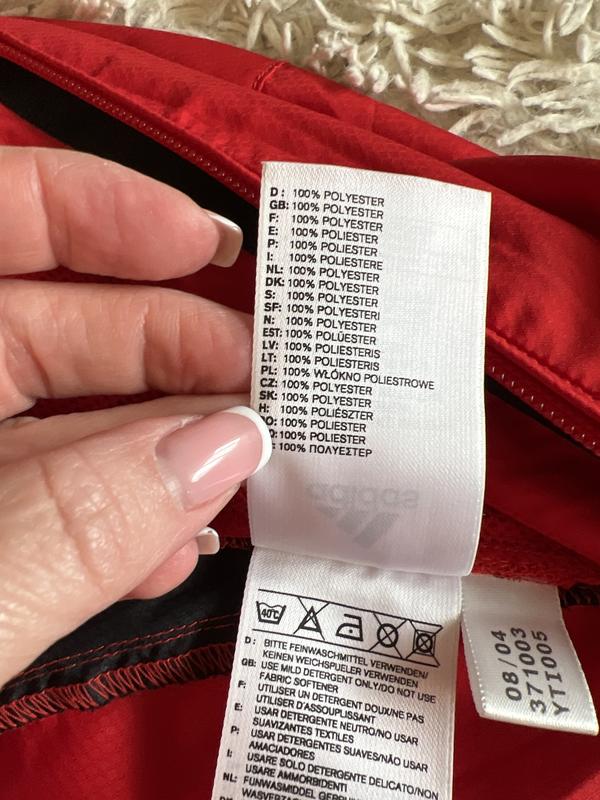 D: 100% POLYESTER
GB: 100% POLYESTER
F: 100% POLYESTER
E: 100% POLIESTER
P: 100% POLIESTER
I: 100% POLIESTERE
NL: 100% POLYESTER
DK: 100% POLYESTER
S: 100% POLYESTER
SF: 100% POLYESTERI
N: 100% POLYESTER
EST: 100% POLÜESTER
LV: 100% POLIESTERIS
LT: 100% POLIESTERIS
PL: 100% WŁÓKNO POLIESTROWE
CZ: 100% POLYESTER
SK: 100% POLYESTER
H: 100% POLIÉSZTER
100% POLIESTER
100% POLIESTER
100% ΠΟΛΥΕΣΤΕΡ
adidas
40°C
D: BITTE FEINWASCHMITTEL VERWENDEN/
KEINEN WEICHSPUELER VERWENDEN
GB: USE MILD DETERGENT ONLY/DO NOT USE
FABRIC SOFTENER
F: UTILISER UN DETERGENT DOUX/NE PAS
UTILISER D'ASSOUPLISSANT
E: USAR DETERGENTE NEUTRO/NO USAR
SUAVIZANTES TEXTILES
P: USAR DETERGENTES SUAVES/NÃO USAR
AMACIADORES
I: USARE SOLO DETERGENTE DELICATO/NON
USARE AMMORBIDENTI
NL:
08/04
371003
YTI005